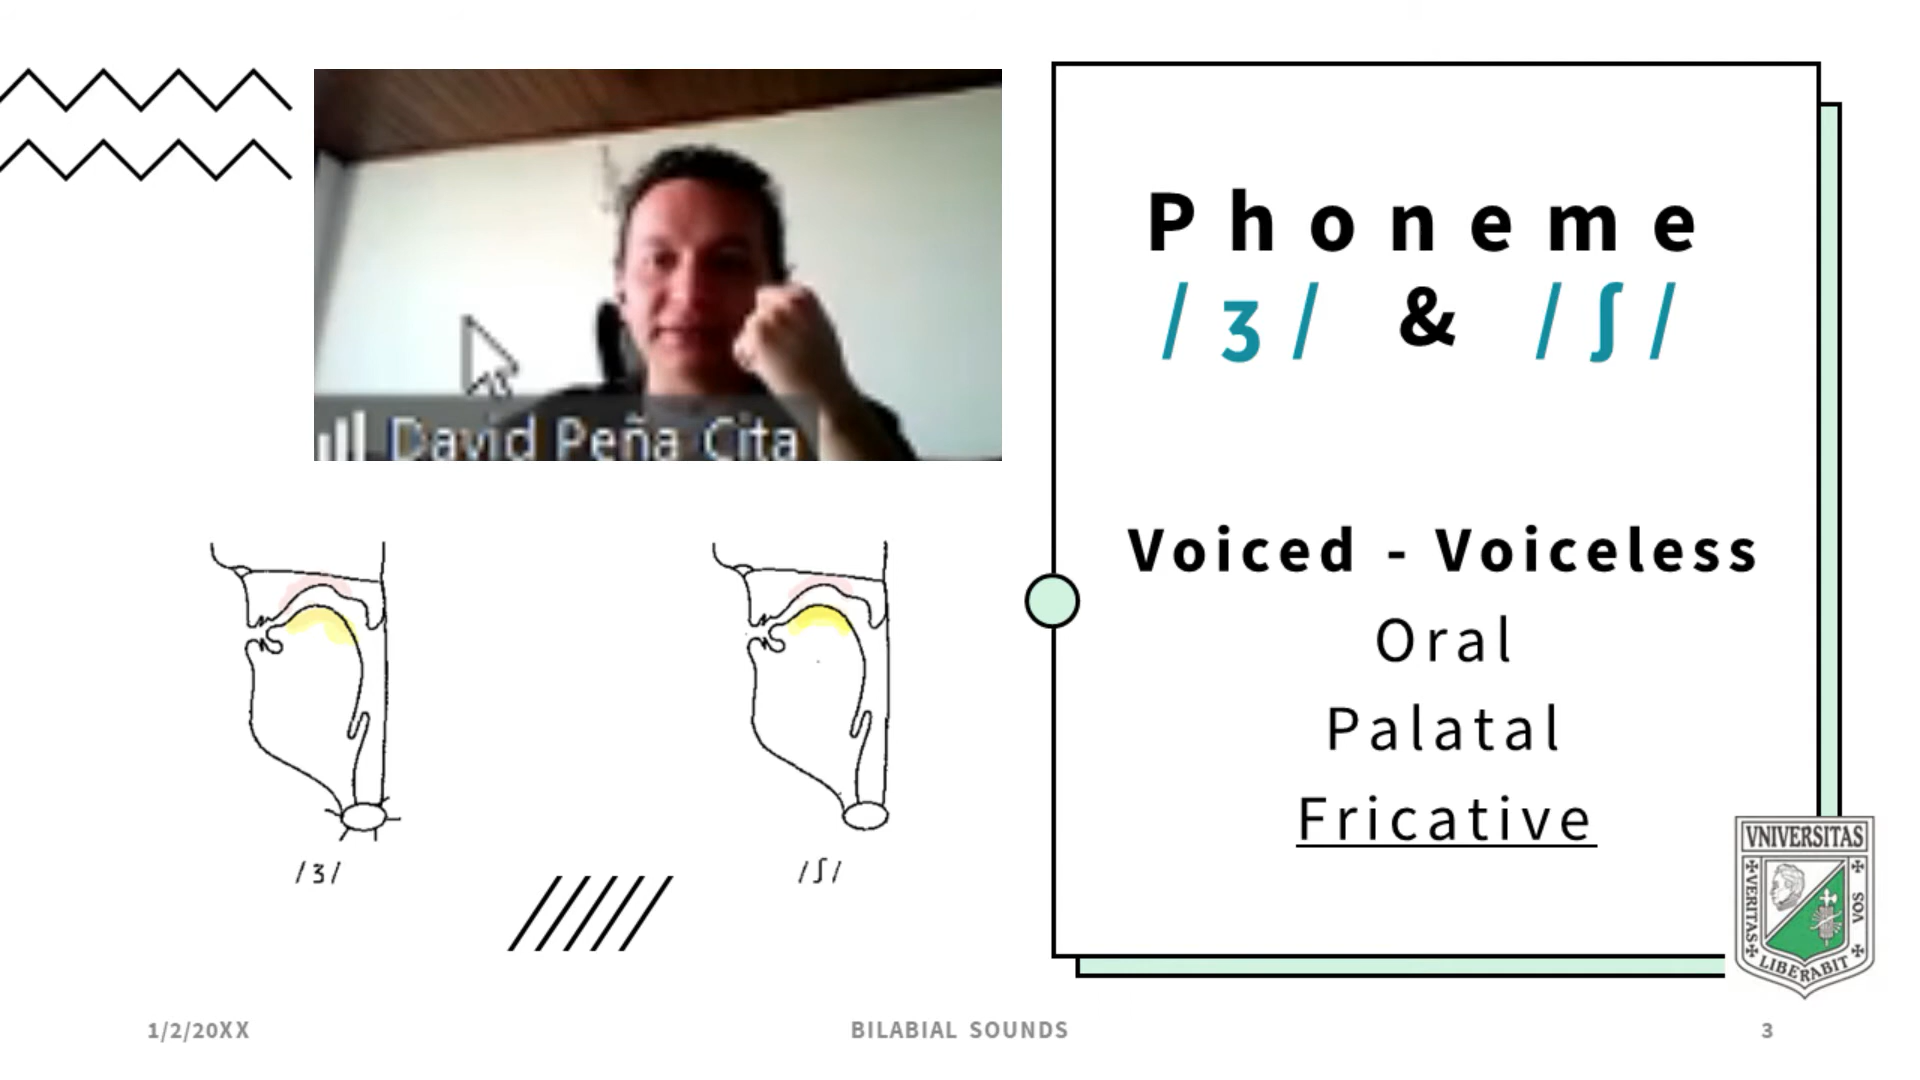 David Peña Cita
Phoneme
/ʒ/ & /ʃ/
Voiced - Voiceless
Oral
Palatal
Fricative
/ʒ/
/ʃ/
VNIVERSITAS
VERITAS
VOS
LIBERABIT
1/2/20XX
BILABIAL SOUNDS
3